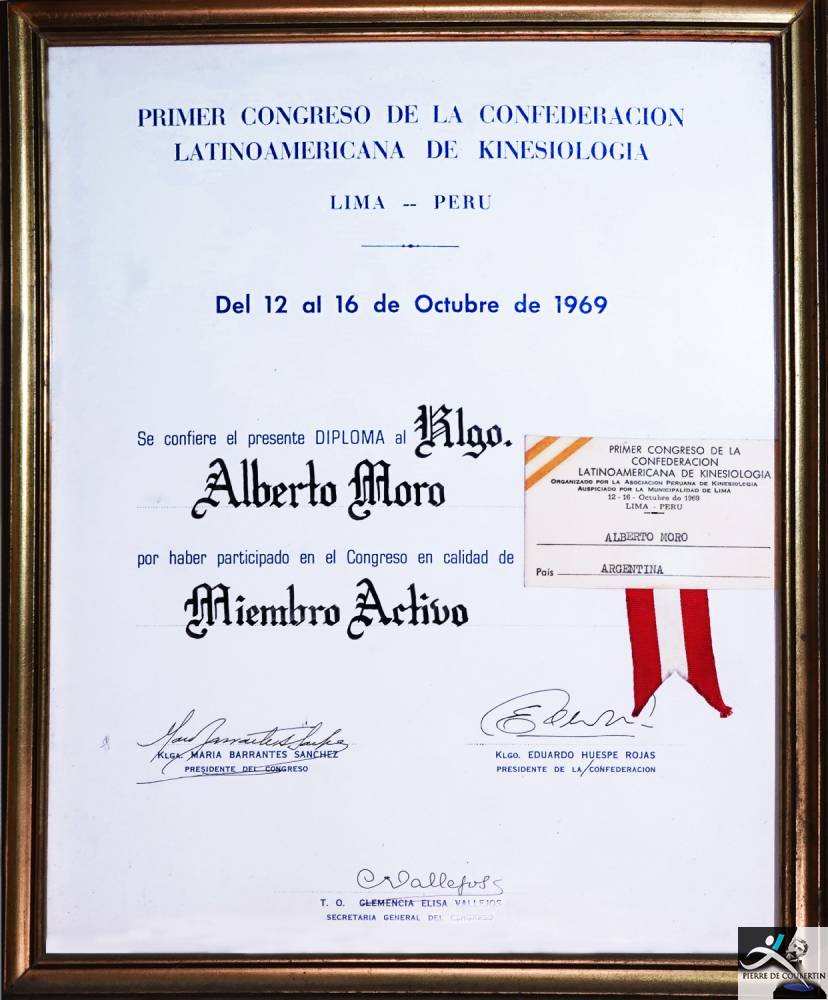 PRIMER CONGRESO DE LA CONFEDERACION
LATINOAMERICANA DE KINESIOLOGIA
LIMA -- PERU
Del 12 al 16 de Octubre de 1969
Se confiere el presente DIPLOMA al Klgo.
Alberto Moro
por haber participado en el Congreso en calidad de
Miembro Activo
PRIMER CONGRESO DE LA
CONFEDERACION
LATINOAMERICANA DE KINESIOLOGIA
ORGANIZADO POR LA ASOCIACION PERUANA DE KINESIOLOGIA
AUSPICIADO POR LA MUNICIPALIDAD DE LIMA
12 - 16 - Octubre de 1969
LIMA - PERU
ALBERTO MORO
País ARGENTINA
KLGA. MARIA BARRANTES SANCHEZ
PRESIDENTE DEL CONGRESO
KLGO. EDUARDO HUESPE ROJAS
PRESIDENTE DE LA CONFEDERACION
CVallejos
T. O. CLEMENCIA ELISA VALLEJOS
SECRETARIA GENERAL DEL CONGRESO
PIERRE DE COUBERTIN